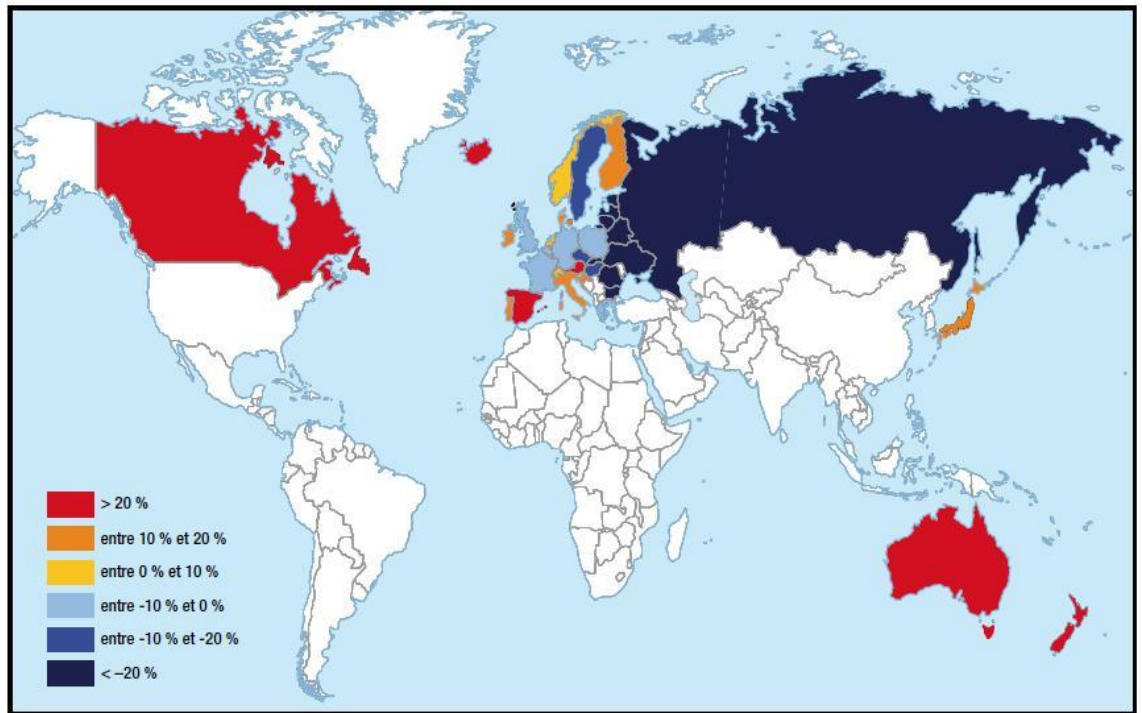 > 20 %
entre 10 % et 20 %
entre 0 % et 10 %
entre -10 % et 0 %
entre -10 % et -20 %
< –20 %